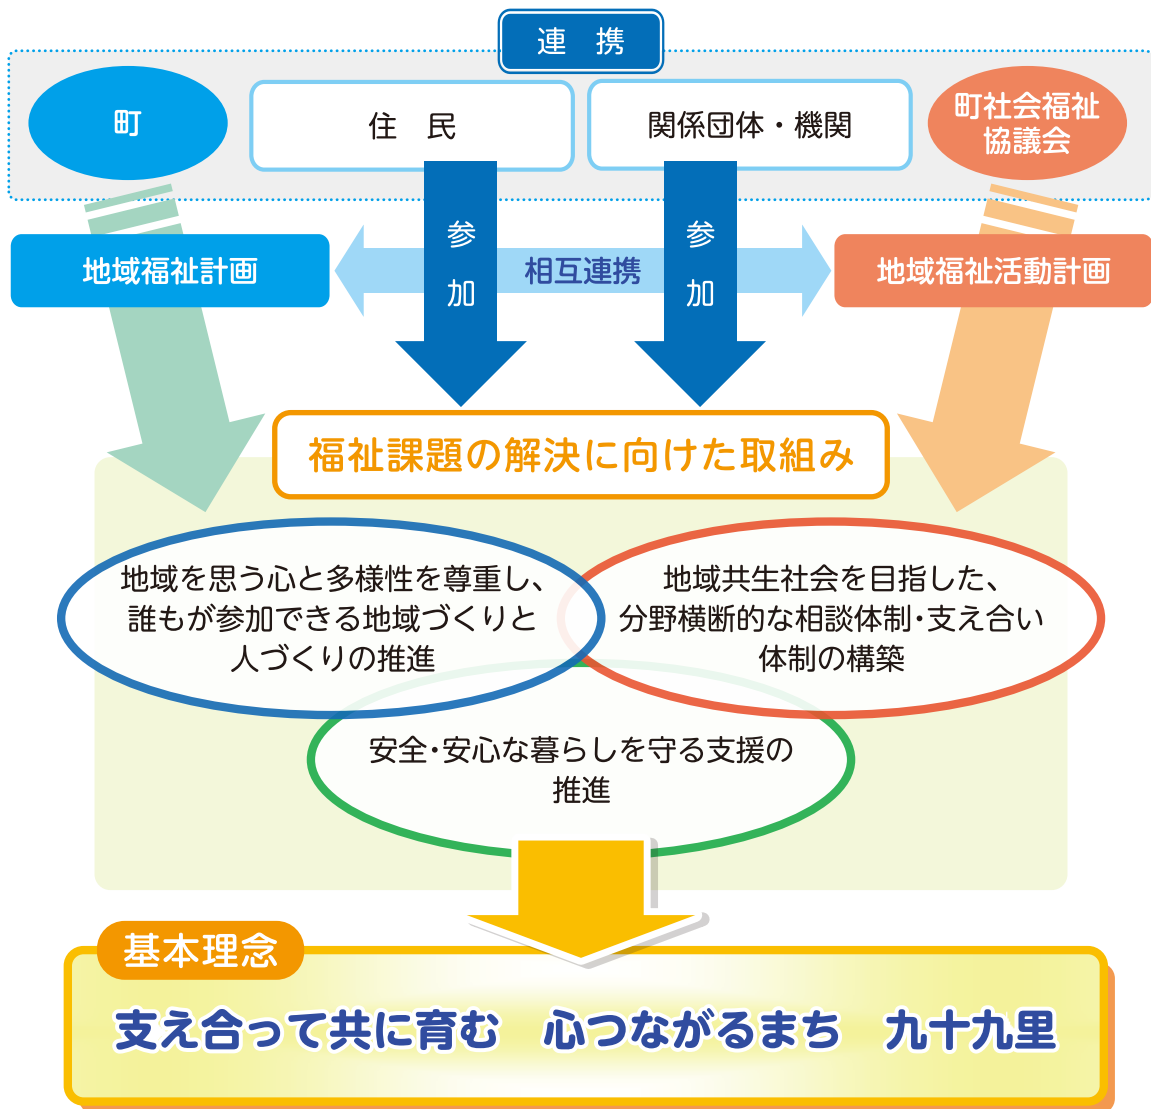 連　携
町
住　民
関係団体・機関
町社会福祉
協議会
参
加
参
加
地域福祉計画
相互連携
地域福祉活動計画
福祉課題の解決に向けた取組み
地域を思う心と多様性を尊重し、
誰もが参加できる地域づくりと
人づくりの推進
地域共生社会を目指した、
分野横断的な相談体制・支え合い
体制の構築
安全・安心な暮らしを守る支援の
推進
基本理念
支え合って共に育む　心つながるまち　九十九里